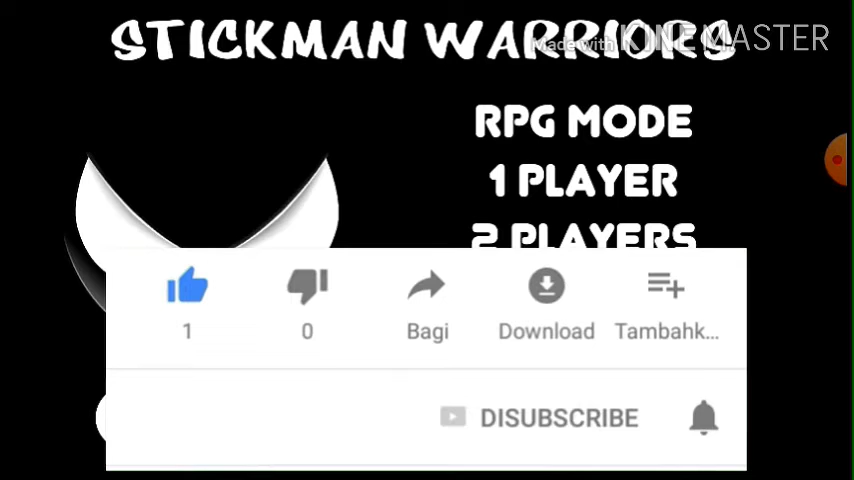 STICKMAN WARRIORS
Made with KINEMASTER
RPG MODE
1 PLAYER
2 PLAYERS
1
0
Bagi
Download
Tambahk...
DISUBSCRIBE